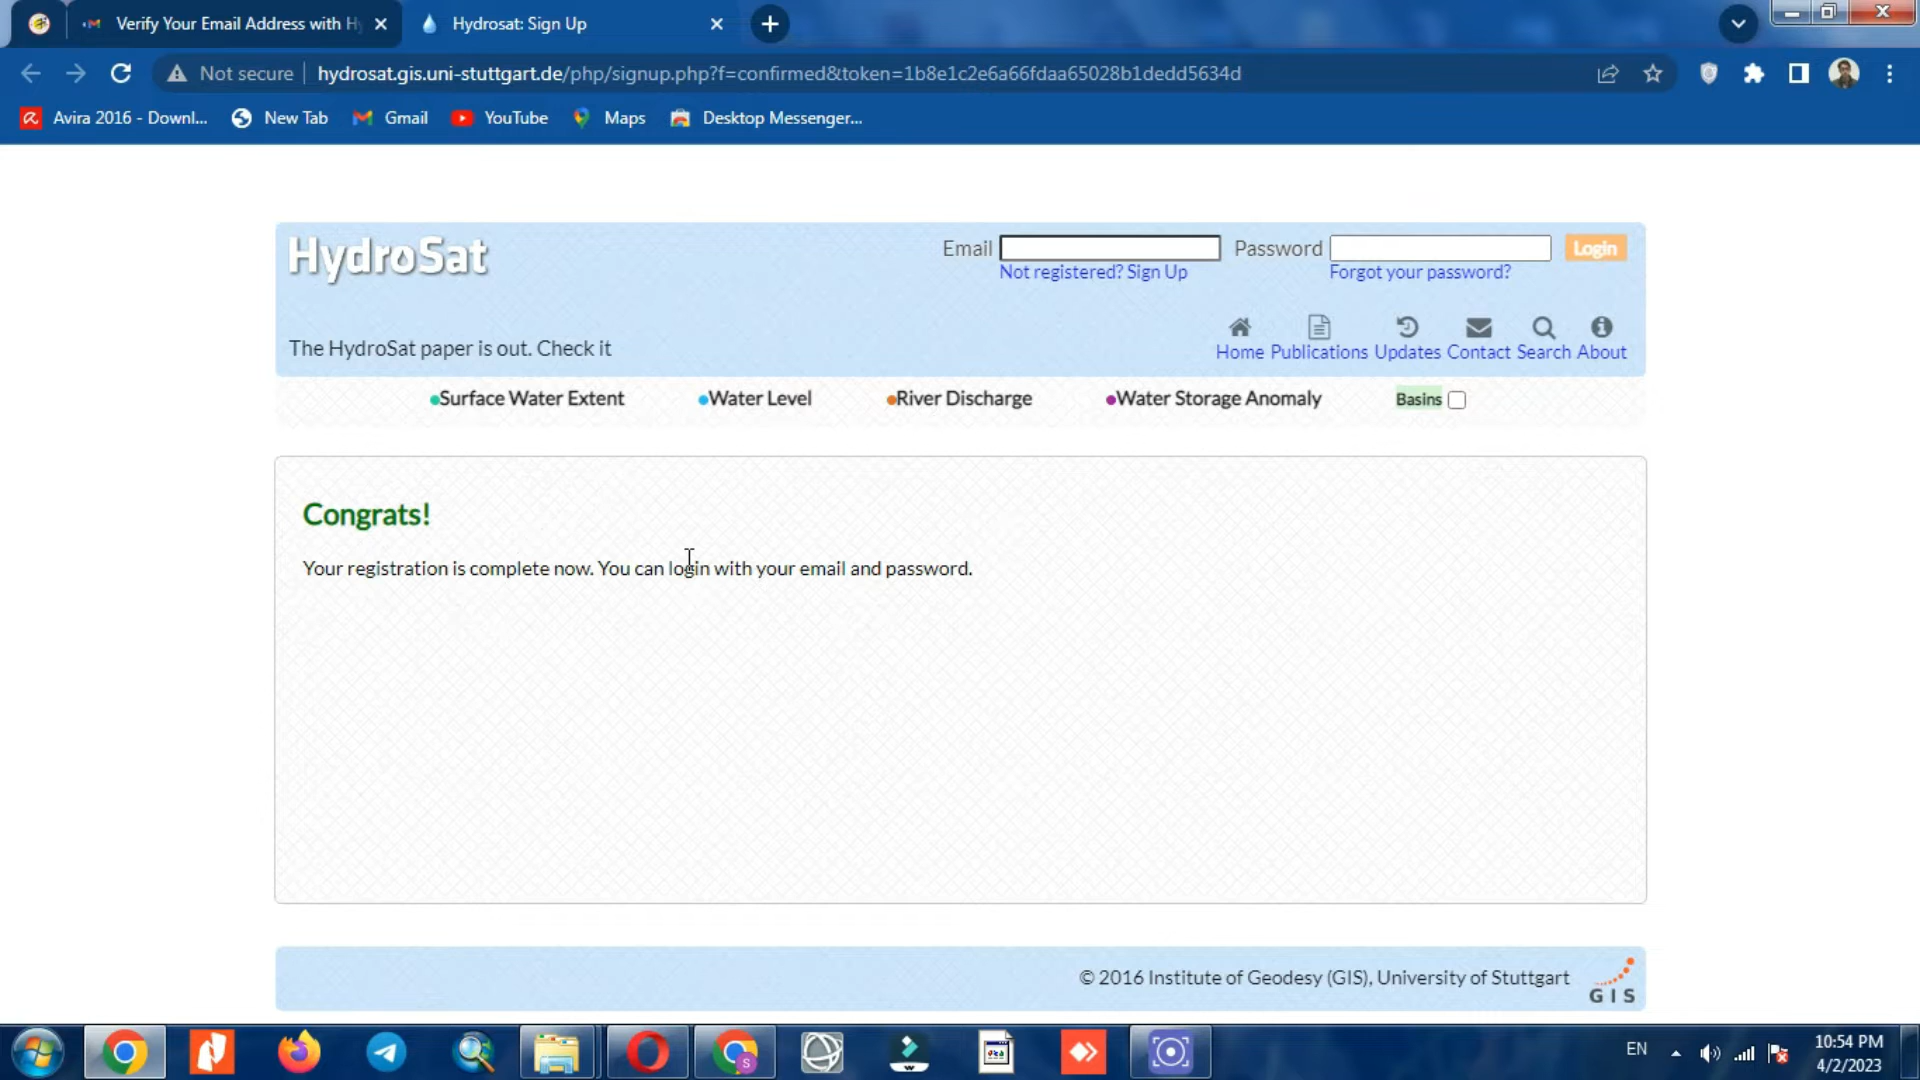 Verify Your Email Address with Hy
Hydrosat: Sign Up
Not secure
hydrosat.gis.uni-stuttgart.de/php/signup.php?f=confirmed&token=1b8e1c2e6a66fdaa65028b1dedd5634d
Avira 2016 - Downl...
New Tab
Gmail
YouTube
Maps
Desktop Messenger...
HydroSat
Email
Password
Login
Not registered? Sign Up
Forgot your password?
The HydroSat paper is out. Check it
Home Publications Updates Contact Search About
Surface Water Extent
Water Level
River Discharge
Water Storage Anomaly
Basins
Congrats!
Your registration is complete now. You can login with your email and password.
© 2016 Institute of Geodesy (GIS), University of Stuttgart
GIS
S
EN
10:54 PM
4/2/2023